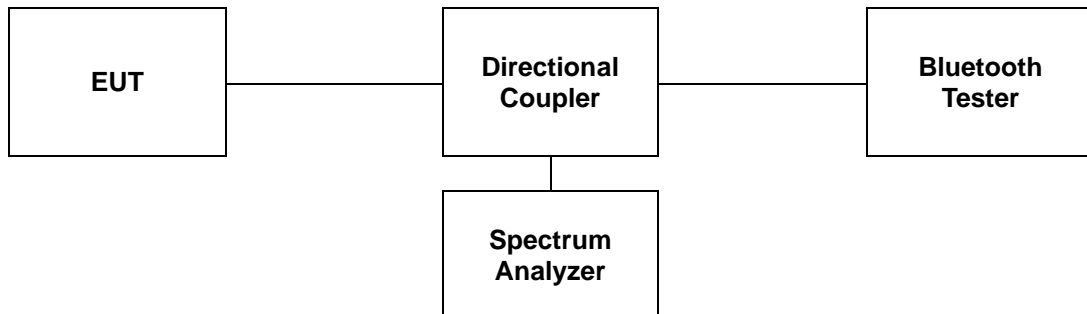 EUT
Directional
Coupler
Bluetooth
Tester
Spectrum
Analyzer